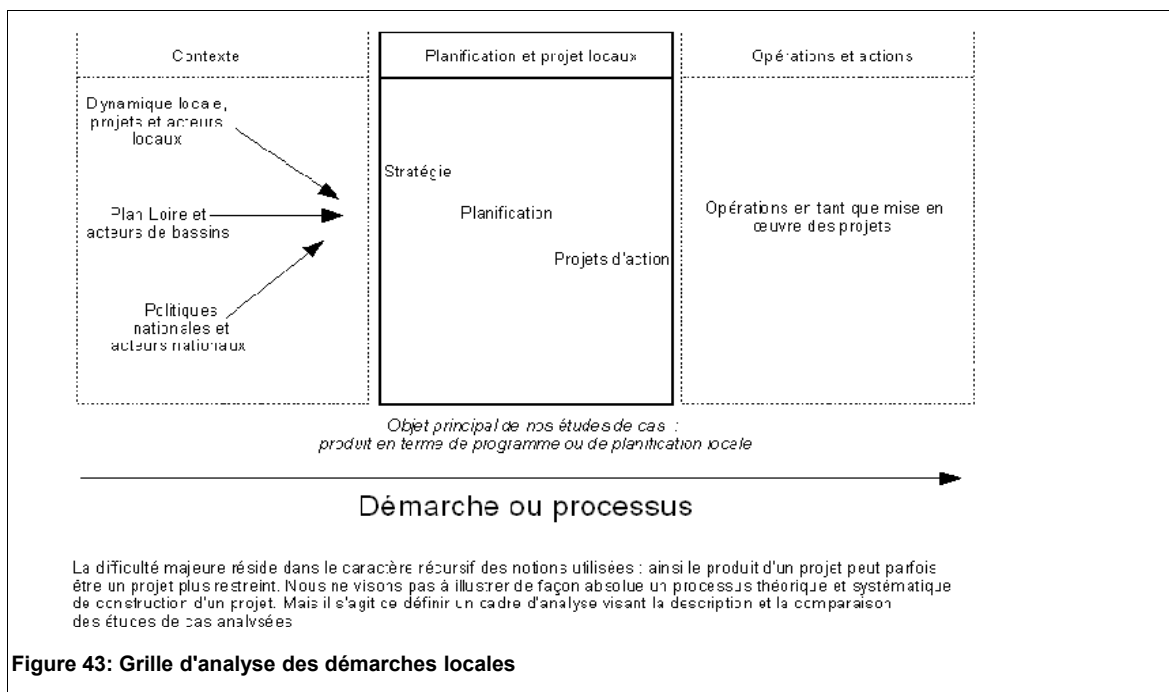 Contexte
Planification et projet locaux
Opérations et actions
Dynamique locale,
projets et acteurs
locaux
Plan Loire et
acteurs de bassins
Politiques
nationales et
acteurs nationaux
Stratégie
Planification
Projets d'action
Opérations en tant que mise en
œuvre des projets
Objet principal de nos études de cas :
produit en terme de programme ou de planification locale
Démarche ou processus
La difficulté majeure réside dans le caractère récursif des notions utilisées : ainsi le produit d'un projet peut parfois
être un projet plus restreint. Nous ne visons pas à illustrer de façon absolue un processus théorique et systématique
de construction d'un projet. Mais il s'agit de définir un cadre d'analyse visant la description et la comparaison
des études de cas analysées
Figure 43: Grille d'analyse des démarches locales